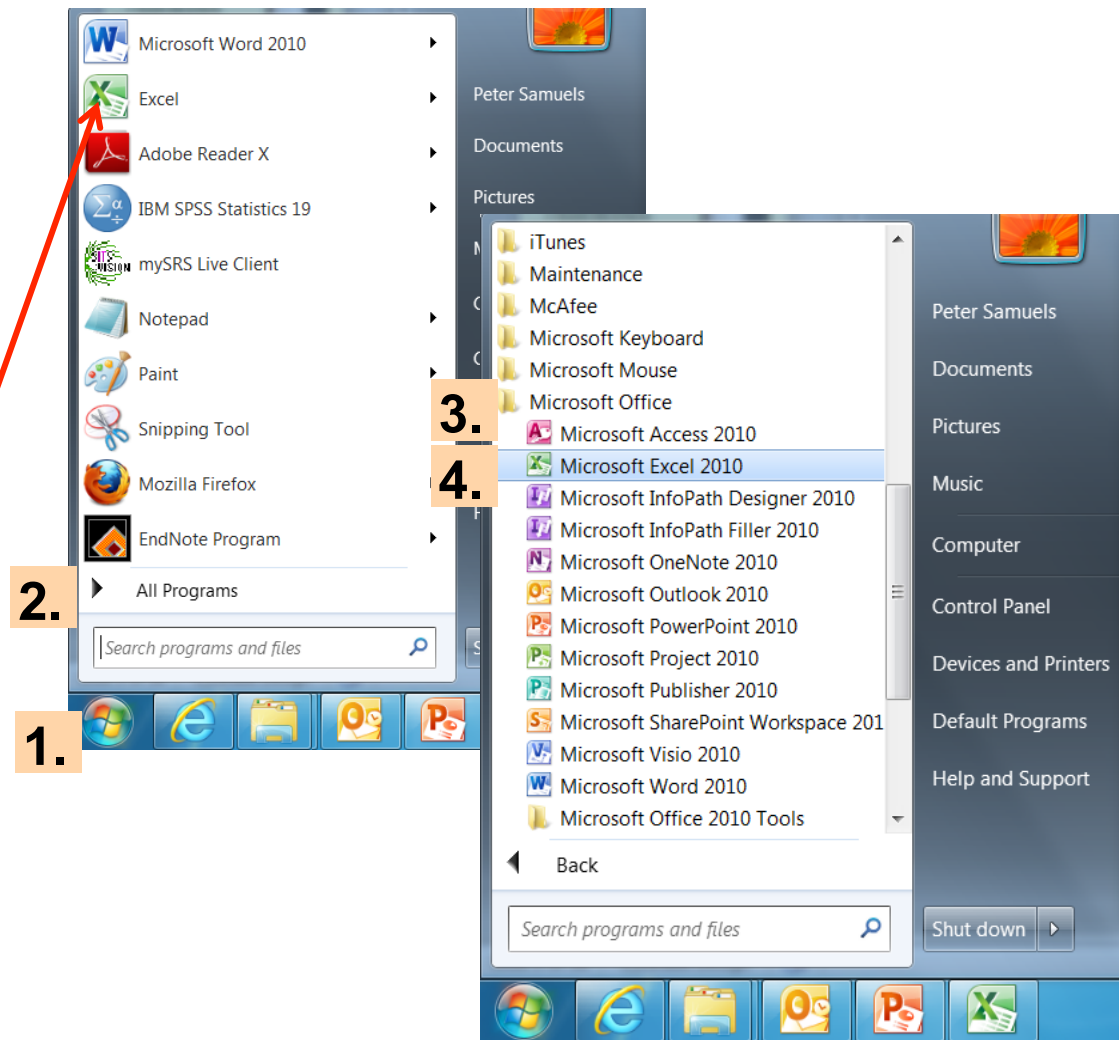 Microsoft Word 2010
Excel
Adobe Reader X
IBM SPSS Statistics 19
mySRS Live Client
Notepad
Paint
Snipping Tool
Mozilla Firefox
EndNote Program
2.
All Programs
Search programs and files
1.
Peter Samuels
Documents
Pictures
iTunes
Maintenance
McAfee
Microsoft Keyboard
Microsoft Mouse
3.
Microsoft Office
Microsoft Access 2010
4.
Microsoft Excel 2010
Microsoft InfoPath Designer 2010
Microsoft InfoPath Filler 2010
Microsoft OneNote 2010
Microsoft Outlook 2010
Microsoft PowerPoint 2010
Microsoft Project 2010
Microsoft Publisher 2010
Microsoft SharePoint Workspace 201
Microsoft Visio 2010
Microsoft Word 2010
Microsoft Office 2010 Tools
Back
Search programs and files
Peter Samuels
Documents
Pictures
Music
Computer
Control Panel
Devices and Printers
Default Programs
Help and Support
Shut down